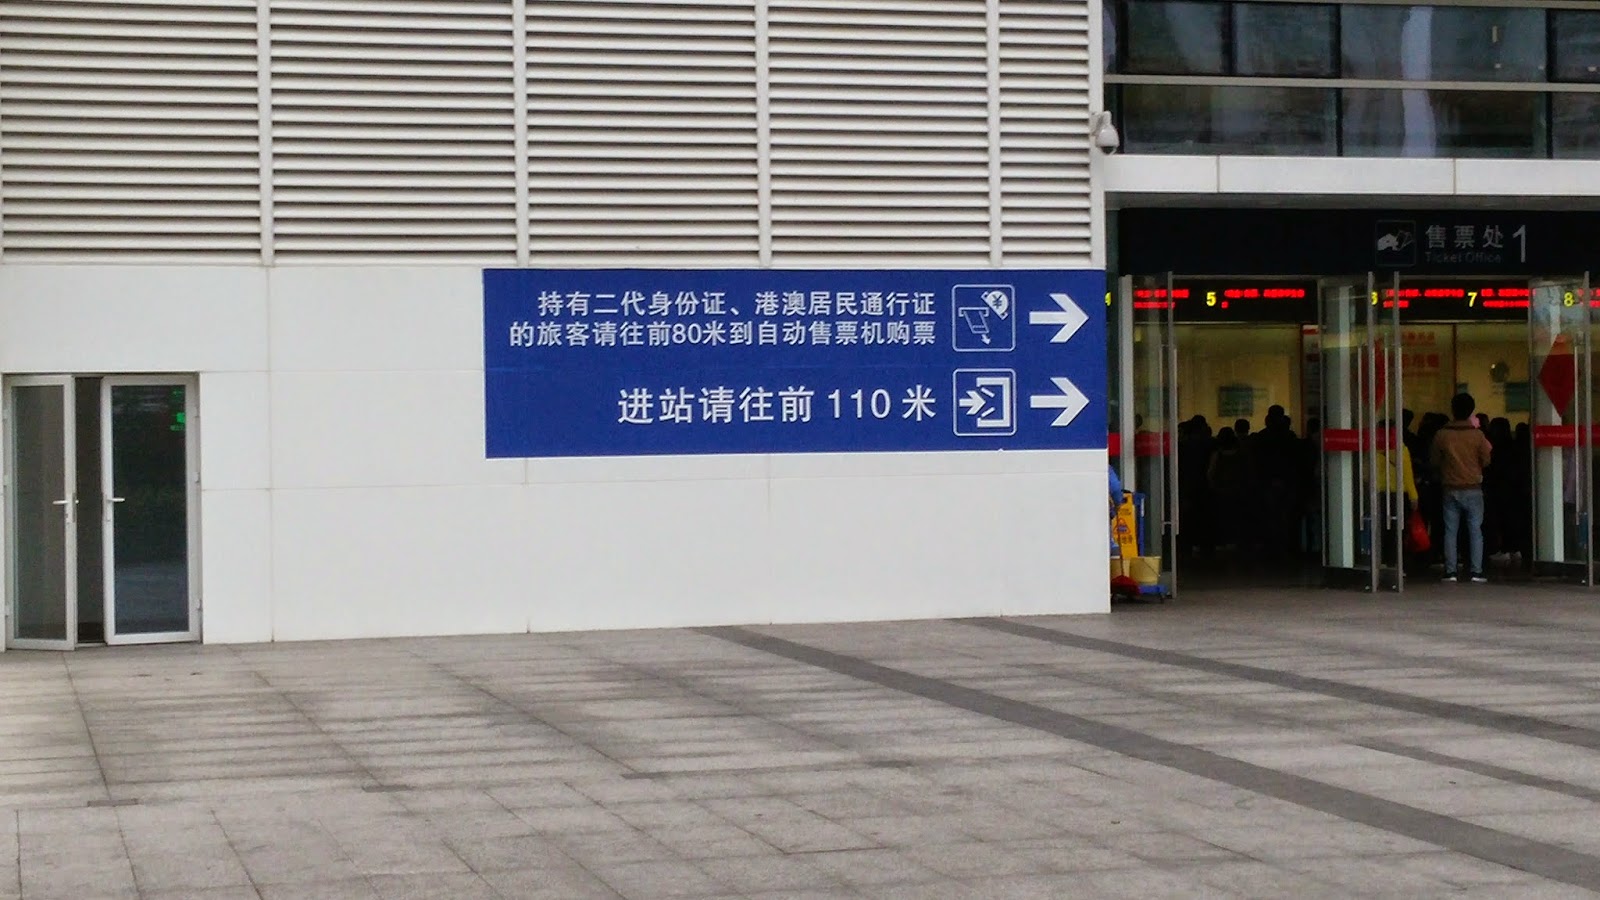 持有二代身份证、港澳居民通行证
的旅客请往前80米到自动售票机购票
进站请往前 110 米
售票处 1
Ticket Office
5
7
8